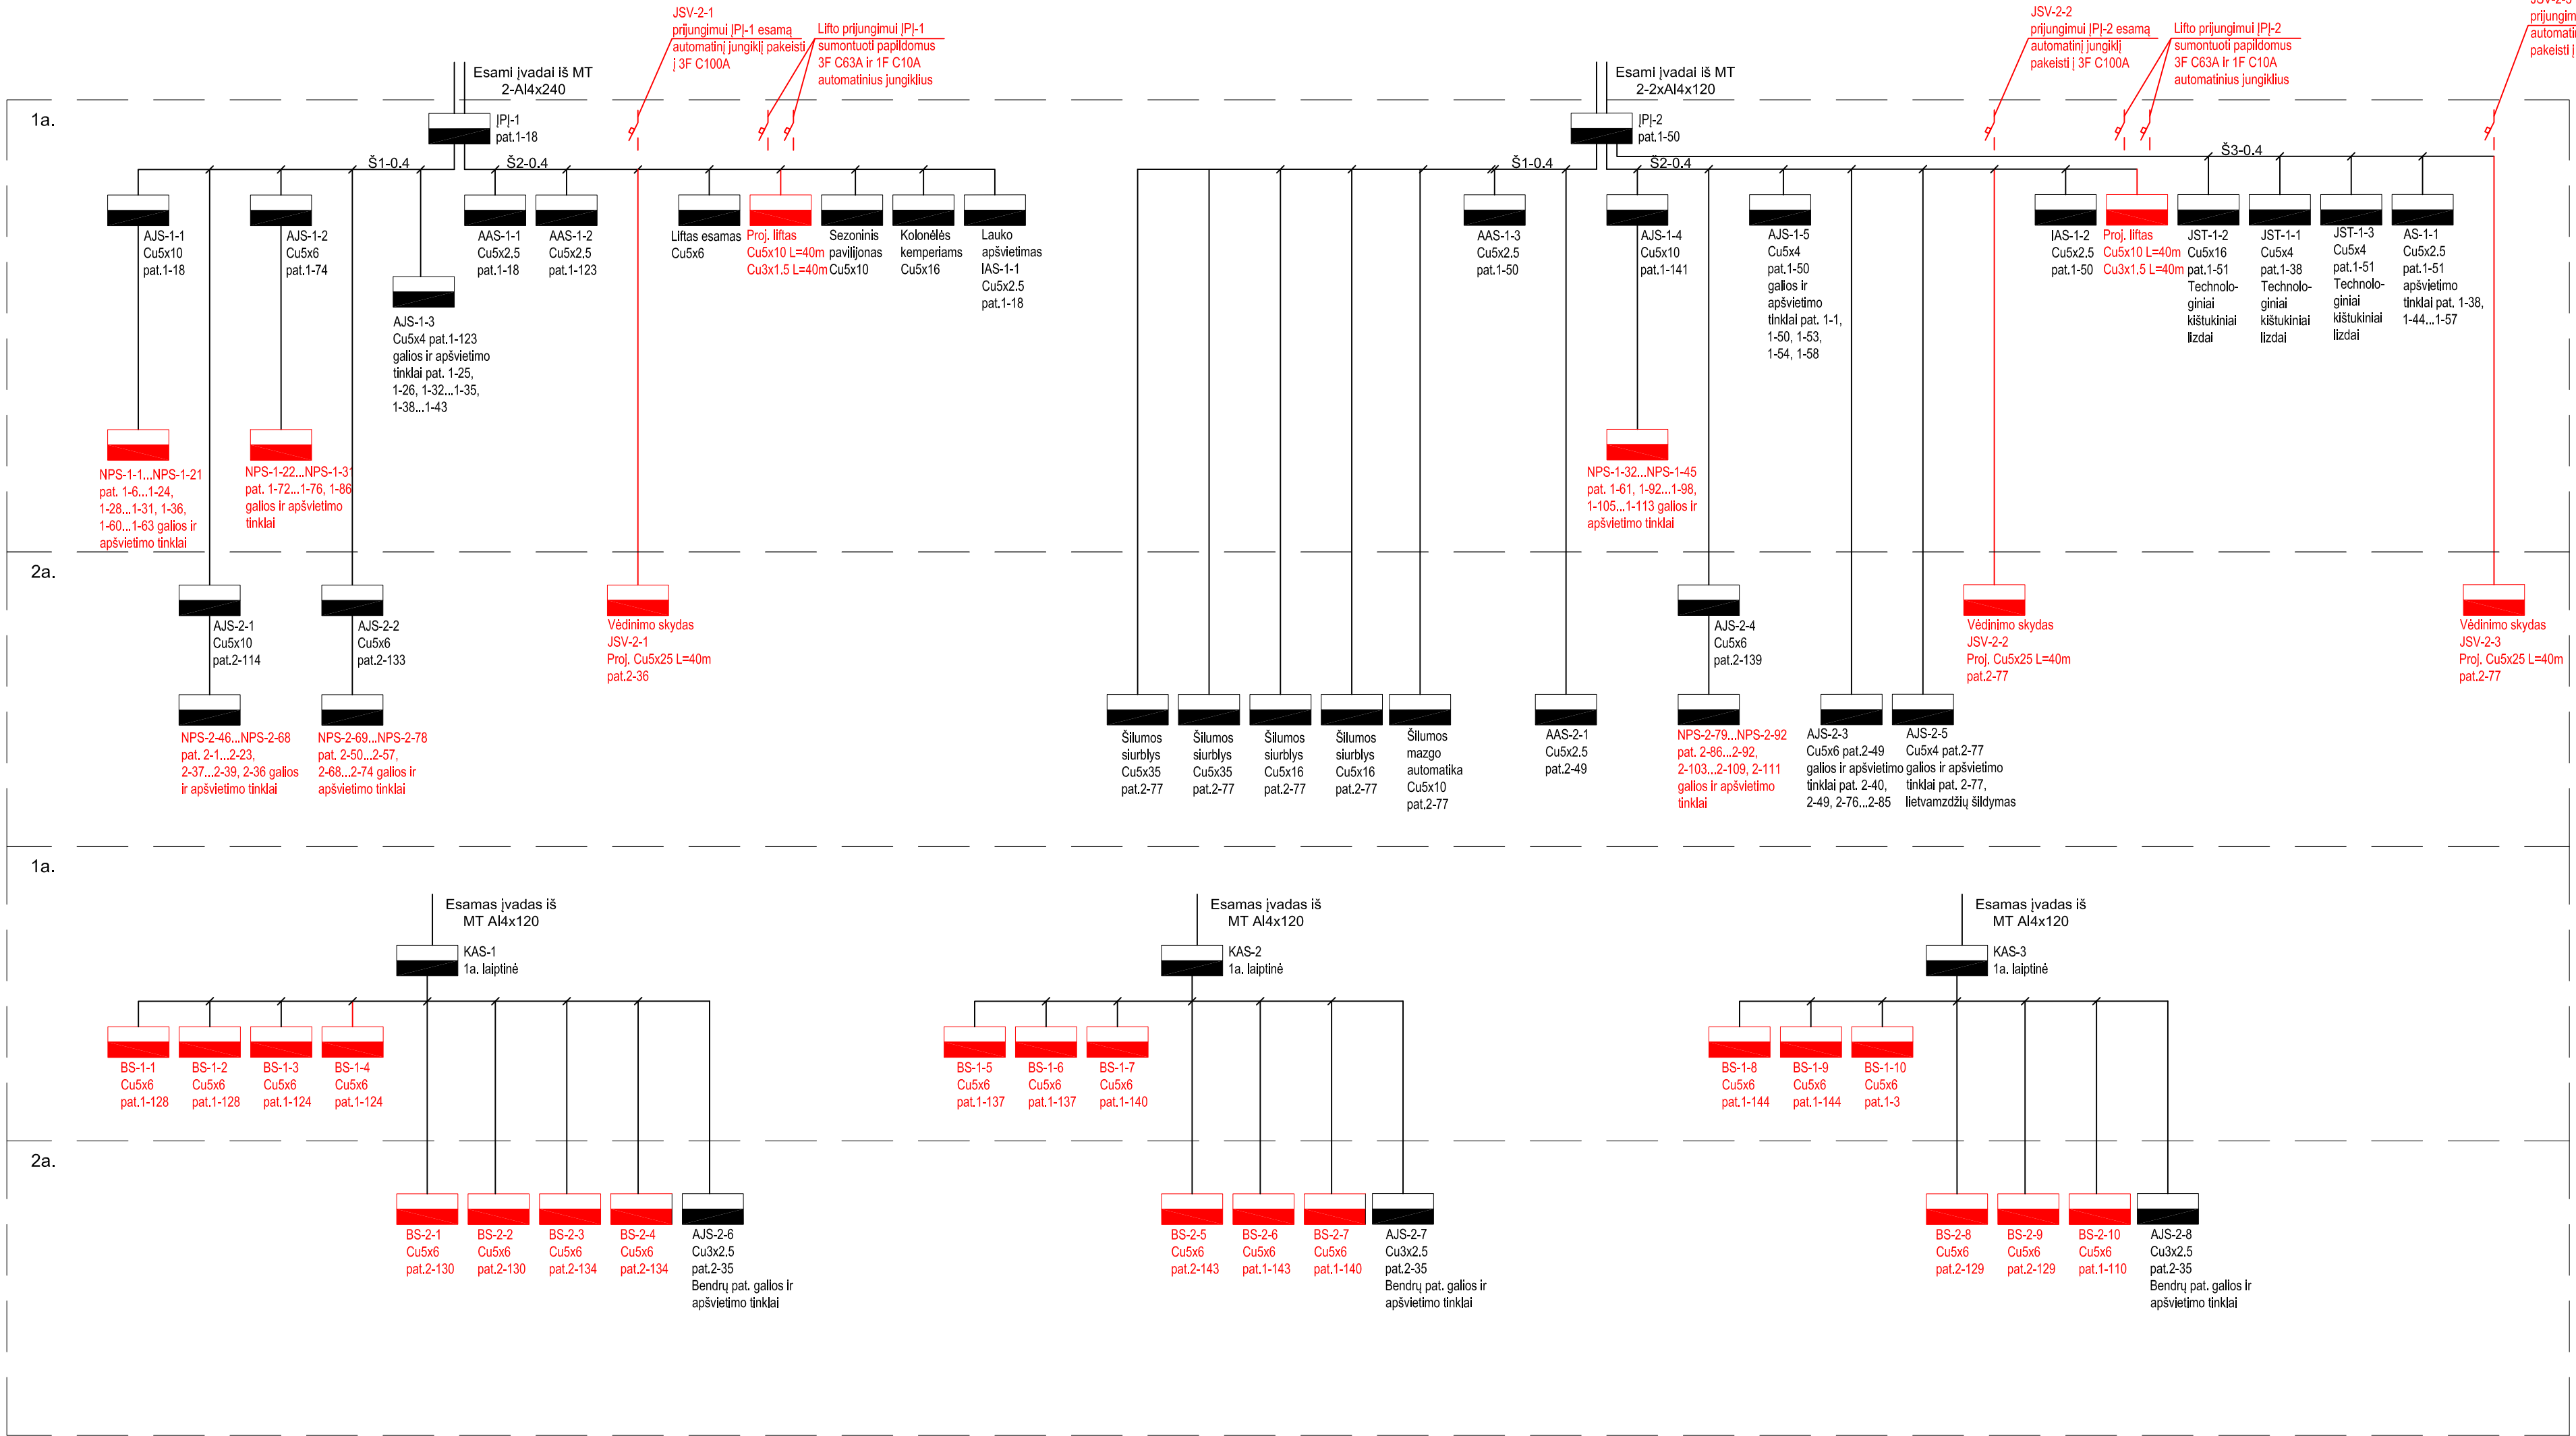 JSV-2-1
prijungimui ĮPĮ-1 esamą
automatinį jungiklį pakeisti
į 3F C100A
Lifto prijungimui ĮPĮ-1
sumontuoti papildomus
3F C63A ir 1F C10A
automatinius jungiklius
JSV-2-2
prijungimui ĮPĮ-2 esamą
automatinį jungiklį
pakeisti į 3F C100A
Lifto prijungimui ĮPĮ-2
sumontuoti papildomus
3F C63A ir 1F C10A
automatinius jungiklius
pakeisti į
Esami įvadai iš MT
2-Al4x240
Esami įvadai iš MT
2-2xAl4x120
1a.
ĮPĮ-1
pat.1-18
ĮPĮ-2
pat.1-50
Š1-0.4
Š2-0.4
Š1-0.4
Š2-0.4
Š3-0.4
AJS-1-1
Cu5x10
pat.1-18
AJS-1-2
Cu5x6
pat.1-74
AJS-1-3
Cu5x4 pat.1-123
galios ir apšvietimo
tinklai pat. 1-25,
1-26, 1-32...1-35,
1-38...1-43
AAS-1-1
Cu5x2,5
pat.1-18
AAS-1-2
Cu5x2,5
pat.1-123
Liftas esamas
Cu5x6
Proj. liftas
Cu5x10 L=40m
Cu3x1.5 L=40m
Sezoninis
pavilijonas
Cu5x10
Kolonėlės
kemperiams
Cu5x16
Lauko
apšvietimas
IAS-1-1
Cu5x2.5
pat.1-18
AAS-1-3
Cu5x2.5
pat.1-50
AJS-1-4
Cu5x10
pat.1-141
AJS-1-5
Cu5x4
pat.1-50
galios ir
apšvietimo
tinklai pat. 1-1,
1-50, 1-53,
1-54, 1-58
IAS-1-2
Cu5x2.5
pat.1-50
Proj. liftas
Cu5x10 L=40m
Cu3x1.5 L=40m
JST-1-2
Cu5x16
pat.1-51
Technolo-
giniai
kištukiniai
lizdai
JST-1-1
Cu5x4
pat.1-38
Technolo-
giniai
kištukiniai
lizdai
JST-1-3
Cu5x4
pat.1-51
Technolo-
giniai
kištukiniai
lizdai
AS-1-1
Cu5x2.5
pat.1-51
apšvietimo
tinklai pat. 1-38,
1-44...1-57
NPS-1-1...NPS-1-21
pat. 1-6...1-24,
1-28...1-31, 1-36,
1-60...1-63 galios ir
apšvietimo tinklai
NPS-1-22...NPS-1-31
pat. 1-72...1-76, 1-86
galios ir apšvietimo
tinklai
NPS-1-32...NPS-1-45
pat. 1-61, 1-92...1-98,
1-105...1-113 galios ir
apšvietimo tinklai
2a.
AJS-2-1
Cu5x10
pat.2-114
AJS-2-2
Cu5x6
pat.2-133
Vėdinimo skydas
JSV-2-1
Proj. Cu5x25 L=40m
pat.2-36
AJS-2-4
Cu5x6
pat.2-139
Vėdinimo skydas
JSV-2-2
Proj. Cu5x25 L=40m
pat.2-77
Vėdinimo skydas
JSV-2-3
Proj. Cu5x25 L=40m
pat.2-77
NPS-2-46...NPS-2-68
pat. 2-1...2-23,
2-37...2-39, 2-36 galios
ir apšvietimo tinklai
NPS-2-69...NPS-2-78
pat. 2-50...2-57,
2-68...2-74 galios ir
apšvietimo tinklai
Šilumos
siurblys
Cu5x35
pat.2-77
Šilumos
siurblys
Cu5x35
pat.2-77
Šilumos
siurblys
Cu5x16
pat.2-77
Šilumos
siurblys
Cu5x16
pat.2-77
Šilumos
mazgo
automatika
Cu5x10
pat.2-77
AAS-2-1
Cu5x2.5
pat.2-49
NPS-2-79...NPS-2-92
pat. 2-86...2-92,
2-103...2-109, 2-111
galios ir apšvietimo
tinklai
AJS-2-3
Cu5x6 pat.2-49
galios ir apšvietimo
tinklai pat. 2-40,
2-49, 2-76...2-85
AJS-2-5
Cu5x4 pat.2-77
galios ir apšvietimo
tinklai pat. 2-77,
lietvamzdžių šildymas
1a.
Esamas įvadas iš
MT Al4x120
KAS-1
1a. laiptinė
Esamas įvadas iš
MT Al4x120
KAS-2
1a. laiptinė
Esamas įvadas iš
MT Al4x120
KAS-3
1a. laiptinė
BS-1-1
Cu5x6
pat.1-128
BS-1-2
Cu5x6
pat.1-128
BS-1-3
Cu5x6
pat.1-124
BS-1-4
Cu5x6
pat.1-124
BS-1-5
Cu5x6
pat.1-137
BS-1-6
Cu5x6
pat.1-137
BS-1-7
Cu5x6
pat.1-140
BS-1-8
Cu5x6
pat.1-144
BS-1-9
Cu5x6
pat.1-144
BS-1-10
Cu5x6
pat.1-3
2a.
BS-2-1
Cu5x6
pat.2-130
BS-2-2
Cu5x6
pat.2-130
BS-2-3
Cu5x6
pat.2-134
BS-2-4
Cu5x6
pat.2-134
AJS-2-6
Cu3x2.5
pat.2-35
Bendrų pat. galios ir
apšvietimo tinklai
BS-2-5
Cu5x6
pat.2-143
BS-2-6
Cu5x6
pat.1-143
BS-2-7
Cu5x6
pat.1-140
AJS-2-7
Cu3x2.5
pat.2-35
Bendrų pat. galios ir
apšvietimo tinklai
BS-2-8
Cu5x6
pat.2-129
BS-2-9
Cu5x6
pat.2-129
BS-2-10
Cu5x6
pat.1-110
AJS-2-8
Cu3x2.5
pat.2-35
Bendrų pat. galios ir
apšvietimo tinklai